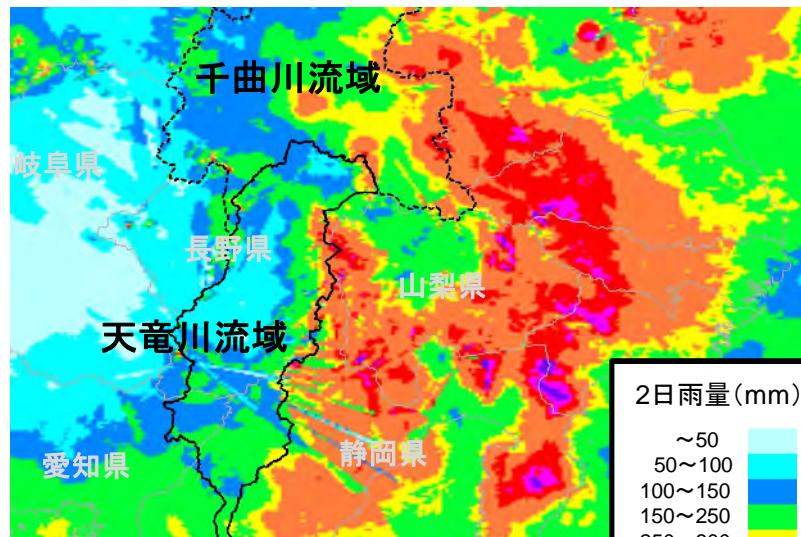 千曲川流域
岐阜県
長野県
山梨県
天竜川流域
静岡県
愛知県
2日雨量(mm)
~50
50~100
100~150
150~250